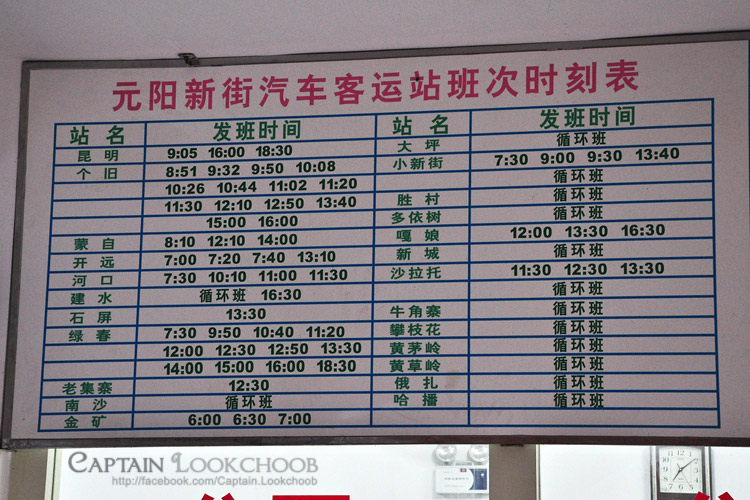 元阳新街汽车客运站班次时刻表
站名 发班时间
昆明 9:05 16:00 18:30
个旧 8:51 9:32 9:50 10:08
10:26 10:44 11:02 11:20
11:30 12:10 12:50 13:40
15:00 16:00
蒙自 8:10 12:10 14:00
开远 7:00 7:20 7:40 13:10
河口 7:30 10:10 11:00 11:30
建水 循环班 16:30
石屏 13:30
绿春 7:30 9:50 10:40 11:20
12:00 12:30 12:50 13:30
14:00 15:00 16:00 18:30
老集寨 12:30
南沙 循环班
金矿 6:00 6:30 7:00
站名 发班时间
大坪 循环班
小新街 7:30 9:00 9:30 13:40
循环班
胜村 循环班
多依树 循环班
嘎娘 12:00 13:30 16:30
新城 循环班
沙拉托 11:30 12:30 13:30
循环班
牛角寨 循环班
攀枝花 循环班
黄茅岭 循环班
黄草岭 循环班
俄扎 循环班
哈播 循环班
CAPTAIN LOOKCHOOB
http://facebook.com/Captain.Lookchoob